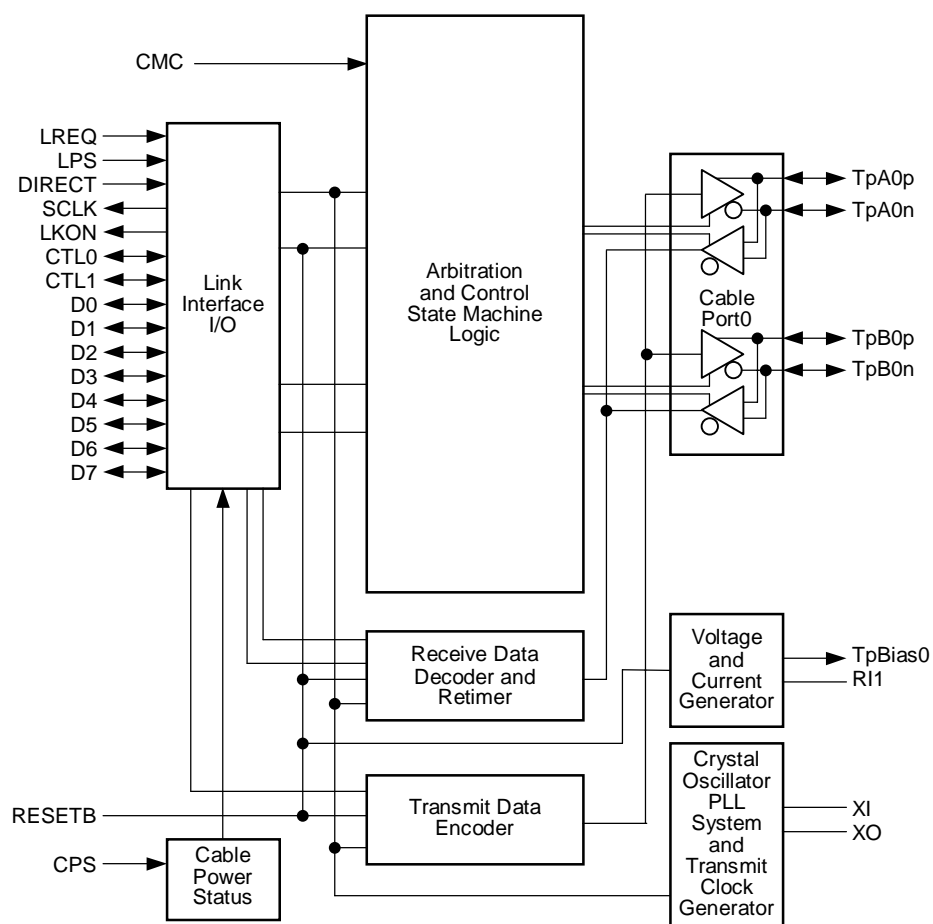 CMC
LREQ
LPS
DIRECT
SCLK
LKON
CTL0
CTL1
D0
D1
D2
D3
D4
D5
D6
D7
Link
Interface
I/O
Arbitration
and Control
State Machine
Logic
Cable
Port0
TpA0p
TpA0n
TpB0p
TpB0n
Receive Data
Decoder and
Retimer
Voltage
and
Current
Generator
TpBias0
RI1
RESETB
Transmit Data
Encoder
Crystal
Oscillator
PLL
System
and
Transmit
Clock
Generator
XI
XO
CPS
Cable
Power
Status